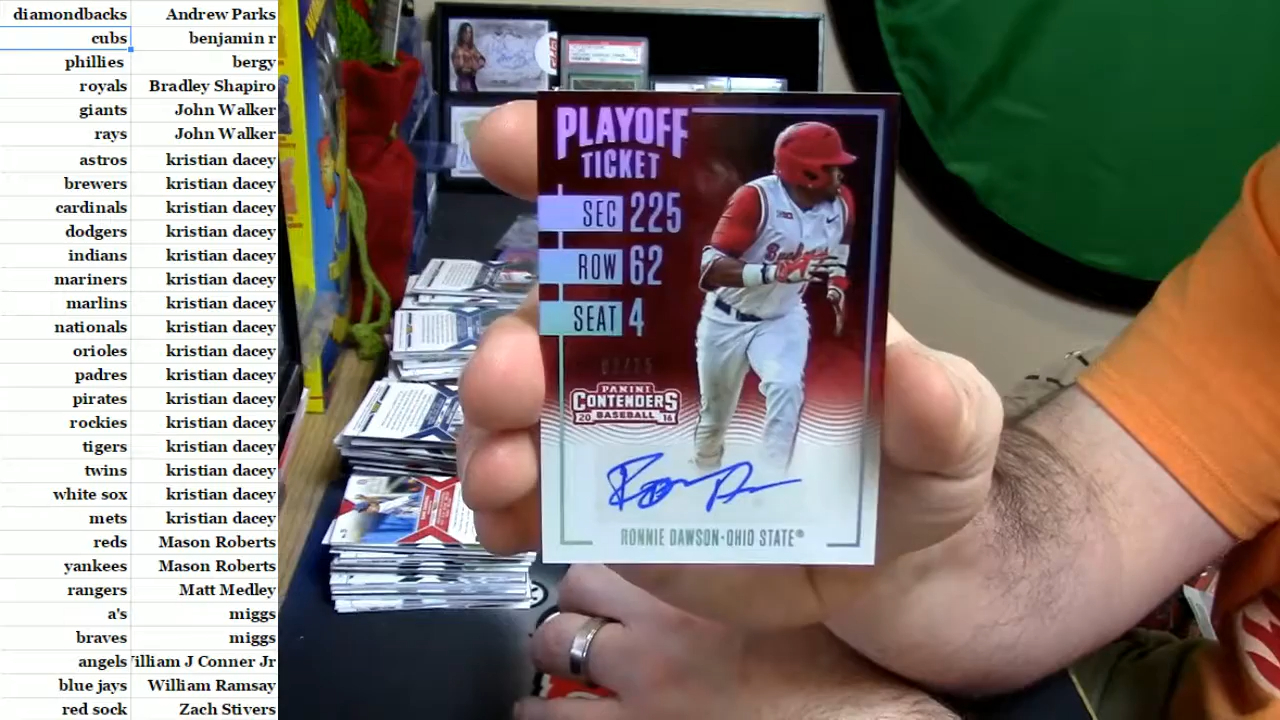 diamondbacks Andrew Parks
cubs benjamin r
phillies bergy
royals Bradley Shapiro
giants John Walker
rays John Walker
astros kristian dacey
brewers kristian dacey
cardinals kristian dacey
dodgers kristian dacey
indians kristian dacey
mariners kristian dacey
marlins kristian dacey
nationals kristian dacey
orioles kristian dacey
padres kristian dacey
pirates kristian dacey
rockies kristian dacey
tigers kristian dacey
twins kristian dacey
white sox kristian dacey
mets kristian dacey
reds Mason Roberts
yankees Mason Roberts
rangers Matt Medley
a's miggs
braves miggs
angels illiam J Conner Jr
blue jays William Ramsay
red sock Zach Stivers
PLAYOFF
TICKET
SEC 225
ROW 62
SEAT 4
PANINI
CONTENDERS
20 BASEBALL 16
RONNIE DAWSON·OHIO STATE®